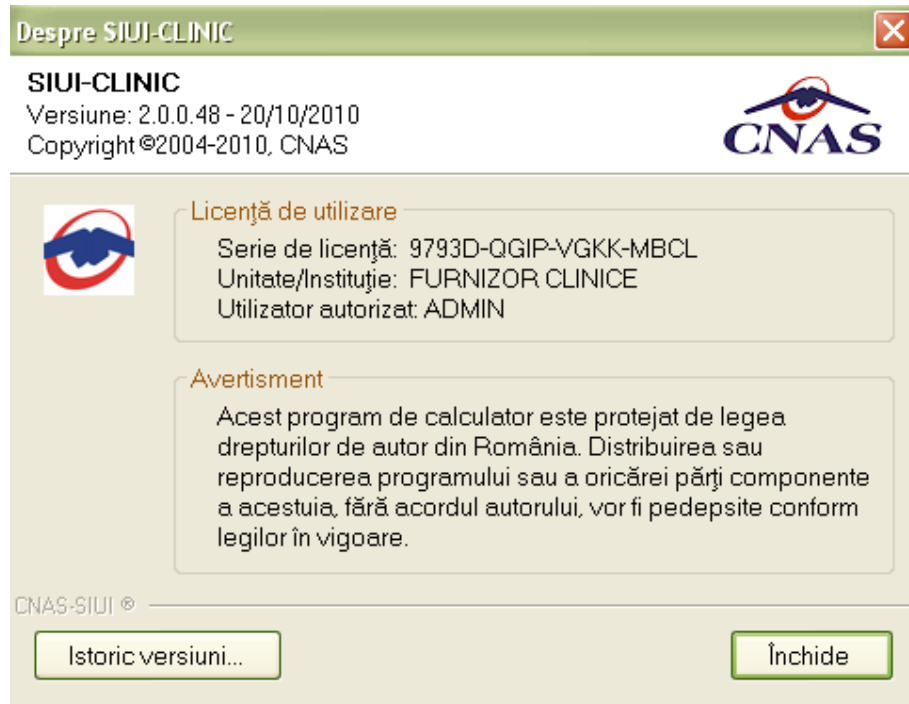 Despre SIUI-CLINIC
SIUI-CLINIC
Versiune: 2.0.0.48 - 20/10/2010
Copyright ©2004-2010, CNAS
CNAS
Licenţă de utilizare
Serie de licenţă: 9793D-QGIP-VGKK-MBCL
Unitate/Instituţie: FURNIZOR CLINICE
Utilizator autorizat: ADMIN
Avertisment
Acest program de calculator este protejat de legea
drepturilor de autor din România. Distribuirea sau
reproducerea programului sau a oricărei părţi componente
a acestuia, fără acordul autorului, vor fi pedepsite conform
legilor în vigoare.
CNAS-SIUI ®
Istoric versiuni...
Închide